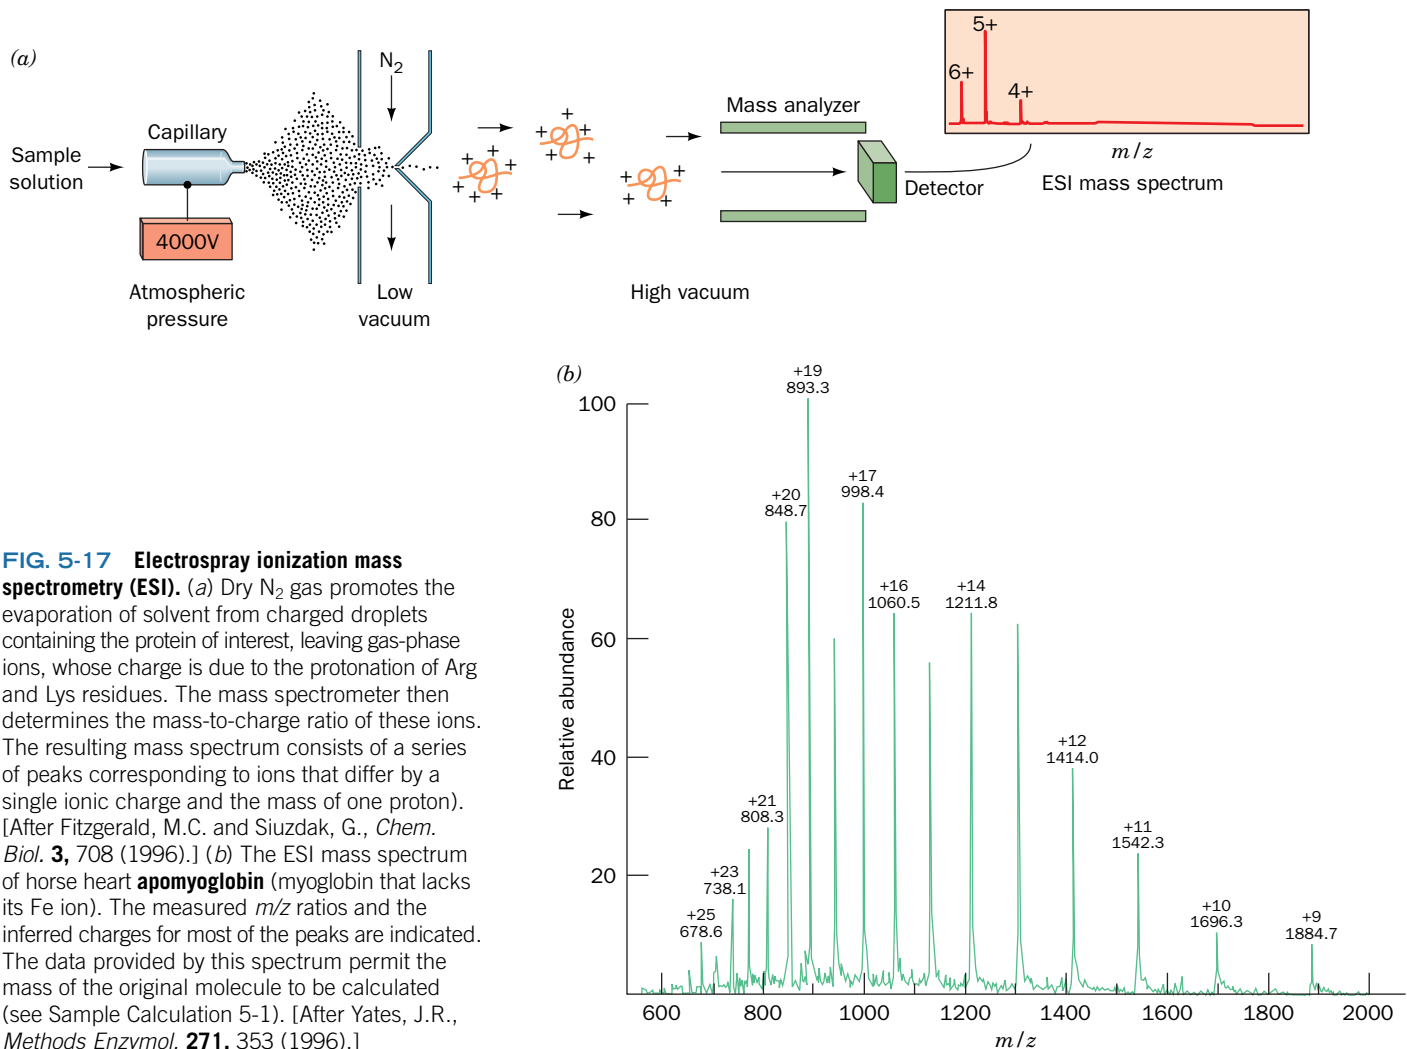 (a)
Sample
solution
Capillary
4000V
Atmospheric
pressure
N2
Low
vacuum
+ + + + + +
+ + + + +
+ + + +
High vacuum
Mass analyzer
Detector
6+
5+
4+
m/z
ESI mass spectrum
FIG. 5-17 Electrospray ionization mass
spectrometry (ESI). (a) Dry N2 gas promotes the
evaporation of solvent from charged droplets
containing the protein of interest, leaving gas-phase
ions, whose charge is due to the protonation of Arg
and Lys residues. The mass spectrometer then
determines the mass-to-charge ratio of these ions.
The resulting mass spectrum consists of a series
of peaks corresponding to ions that differ by a
single ionic charge and the mass of one proton).
[After Fitzgerald, M.C. and Siuzdak, G., Chem.
Biol. 3, 708 (1996).] (b) The ESI mass spectrum
of horse heart apomyoglobin (myoglobin that lacks
its Fe ion). The measured m/z ratios and the
inferred charges for most of the peaks are indicated.
The data provided by this spectrum permit the
mass of the original molecule to be calculated
(see Sample Calculation 5-1). [After Yates, J.R.,
Methods Enzymol. 271, 353 (1996).]
(b)
Relative abundance
100
80
60
40
20
+25
678.6
+23
738.1
+21
808.3
+20
848.7
+19
893.3
+17
998.4
+16
1060.5
+14
1211.8
+12
1414.0
+11
1542.3
+10
1696.3
+9
1884.7
600 800 1000 1200 1400 1600 1800 2000
m/z